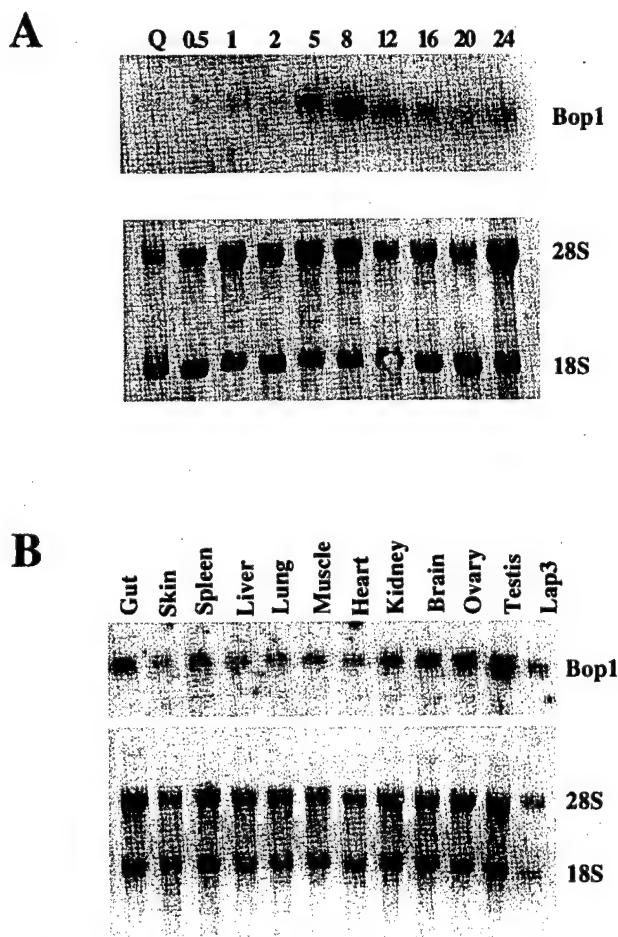 A
Q 0.5 1 2 5 8 12 16 20 24
Bop1
28S
18S
B
Gut Skin Spleen Liver Lung Muscle Heart Kidney Brain Ovary Testis Lap3
Bop1
28S
18S